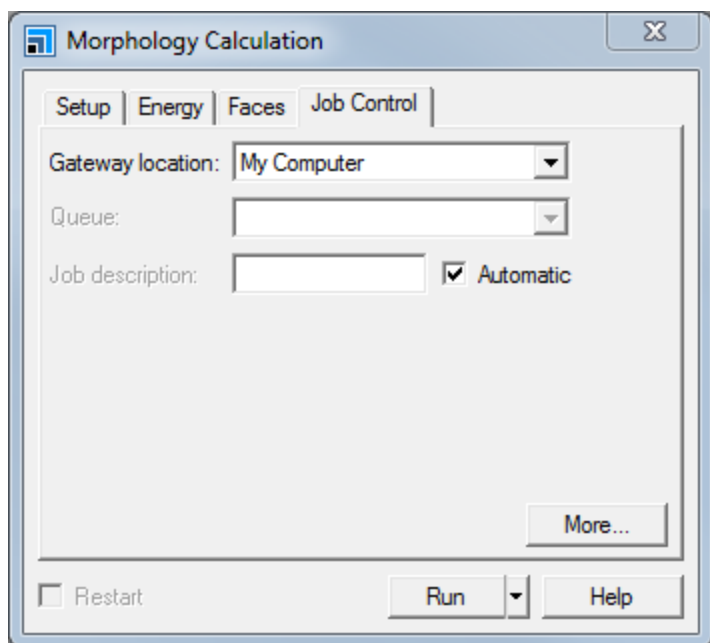 Morphology Calculation
Setup Energy Faces Job Control
Gateway location: My Computer
Queue:
Job description: Automatic
More...
Restart Run Help